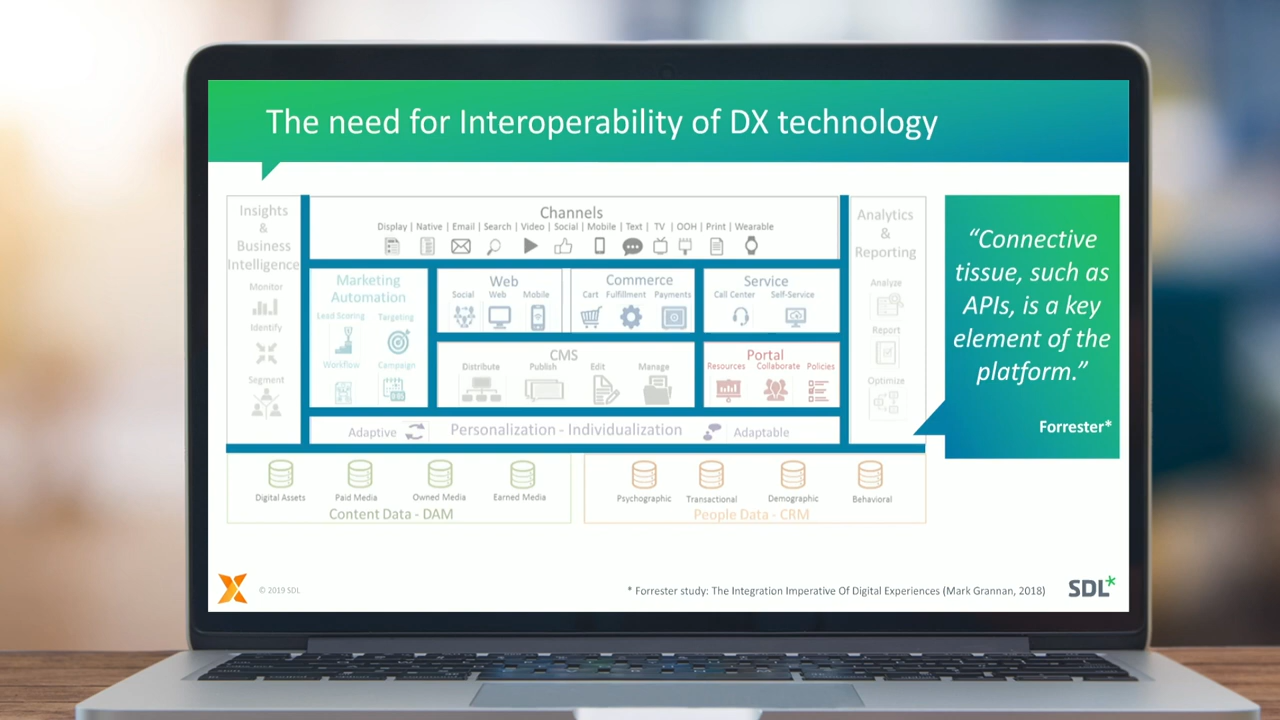 The need for Interoperability of DX technology
Insights
&
Business
Intelligence
Monitor
Identify
Segment
Channels
Display | Native | Email | Search | Video | Social | Mobile | Text | TV | OOH | Print | Wearable
Marketing
Automation
Lead Scoring Targeting
Workflow Campaign
Web
Social Web Mobile
Commerce
Cart Fulfillment Payments
Service
Call Center Self-Service
CMS
Distribute Publish Edit Manage
Portal
Resources Collaborate Policies
Adaptive Personalization - Individualization Adaptable
Analytics
&
Reporting
Analyze
Report
Optimize
Digital Assets Paid Media Owned Media Earned Media
Content Data - DAM
Psychographic Transactional Demographic Behavioral
People Data - CRM
“Connective
tissue, such as
APIs, is a key
element of the
platform.”
Forrester*
© 2019 SDL
* Forrester study: The Integration Imperative Of Digital Experiences (Mark Grannan, 2018)
SDL*